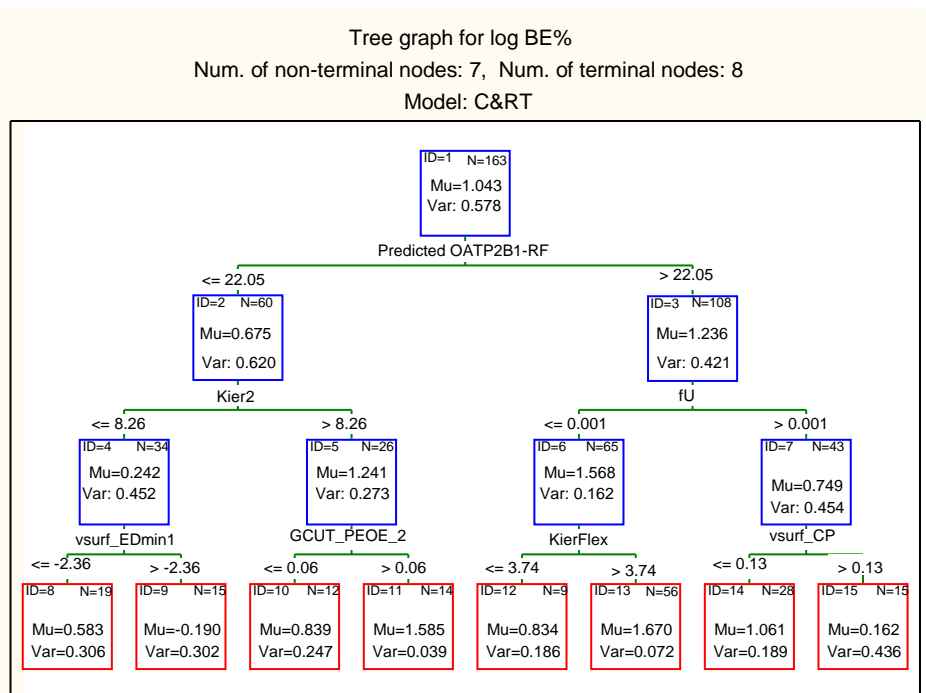 Tree graph for log BE%
Num. of non-terminal nodes: 7, Num. of terminal nodes: 8
Model: C&RT
ID=1 N=163
Mu=1.043
Var: 0.578
Predicted OATP2B1-RF
<= 22.05 > 22.05
ID=2 N=60 ID=3 N=108
Mu=0.675 Mu=1.236
Var: 0.620 Var: 0.421
Kier2 fU
<= 8.26 > 8.26 <= 0.001 > 0.001
ID=4 N=34 ID=5 N=26 ID=6 N=65 ID=7 N=43
Mu=0.242 Mu=1.241 Mu=1.568 Mu=0.749
Var: 0.452 Var: 0.273 Var: 0.162 Var: 0.454
vsurf_EDmin1 GCUT_PEOE_2 KierFlex vsurf_CP
<= -2.36 > -2.36 <= 0.06 > 0.06 <= 3.74 > 3.74 <= 0.13 > 0.13
ID=8 N=19 ID=9 N=15 ID=10 N=12 ID=11 N=14 ID=12 N=9 ID=13 N=56 ID=14 N=28 ID=15 N=15
Mu=0.583 Mu=-0.190 Mu=0.839 Mu=1.585 Mu=0.834 Mu=1.670 Mu=1.061 Mu=0.162
Var=0.306 Var=0.302 Var=0.247 Var=0.039 Var=0.186 Var=0.072 Var=0.189 Var=0.436